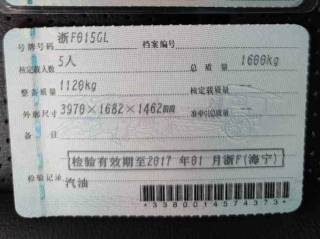 号牌号码 浙F015GL 档案编号
核定载人数 5人 总质量 1600kg
整备质量 1120kg 核定载质量
外廓尺寸 3970×1682×1462mm 准牵引总质量
备注
检验有效期至2017年01月浙F(海宁)
检验记录 汽油
*3380014574373*